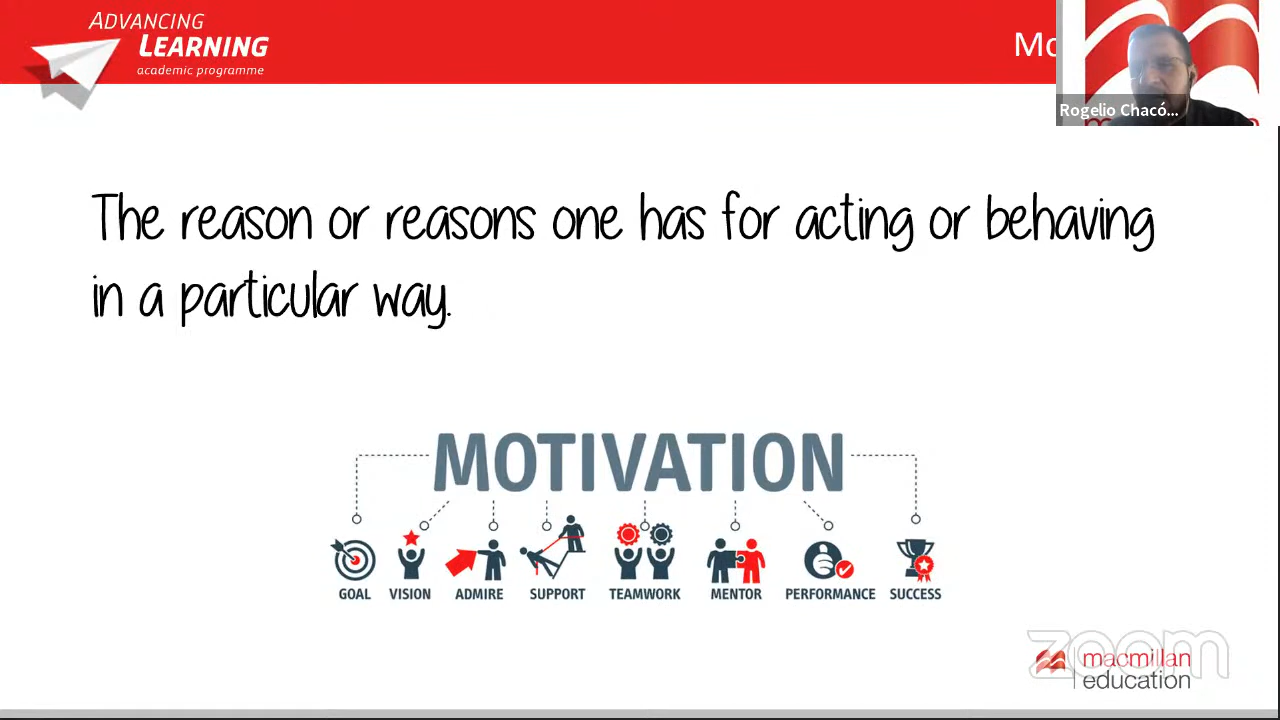 ADVANCING
LEARNING
academic programme
Rogelio Chacó...
The reason or reasons one has for acting or behaving
in a particular way.
MOTIVATION
GOAL VISION ADMIRE SUPPORT TEAMWORK MENTOR PERFORMANCE SUCCESS
zoom
macmillan
education